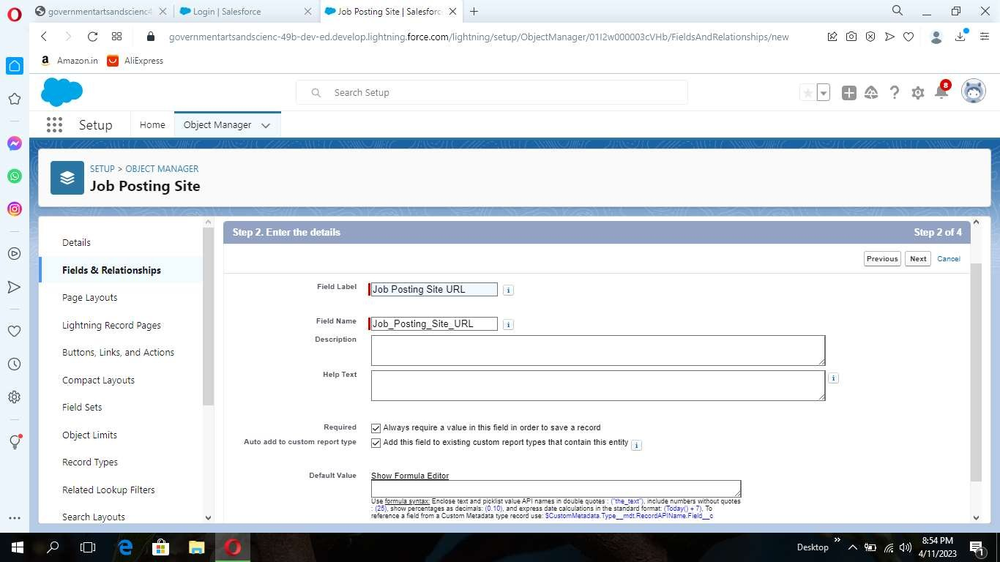 governmentartsandscienc4
Login | Salesforce
Job Posting Site | Salesforc
governmentartsandscienc-49b-dev-ed.develop.lightning.force.com/lightning/setup/ObjectManager/01I2w000003cVHb/FieldsAndRelationships/new
Amazon.in
AliExpress
Search Setup
8
Setup
Home
Object Manager
SETUP > OBJECT MANAGER
Job Posting Site
Details
Fields & Relationships
Page Layouts
Lightning Record Pages
Buttons, Links, and Actions
Compact Layouts
Field Sets
Object Limits
Record Types
Related Lookup Filters
Search Layouts
Step 2. Enter the details
Step 2 of 4
Previous
Next
Cancel
Field Label
Job Posting Site URL
Field Name
Job_Posting_Site_URL
Description
Help Text
Required
Always require a value in this field in order to save a record
Auto add to custom report type
Add this field to existing custom report types that contain this entity
Default Value
Show Formula Editor
Use formula syntax: Enclose text and picklist value API names in double quotes : ("the_text"), include numbers without quotes
: (25), show percentages as decimals: (0.10), and express date calculations in the standard format: (Today() + 7), To
reference a field from a Custom Metadata type record use: $CustomMetadata.Type__mdt.RecordAPIName.Field__c
Desktop
8:54 PM
4/11/2023
1